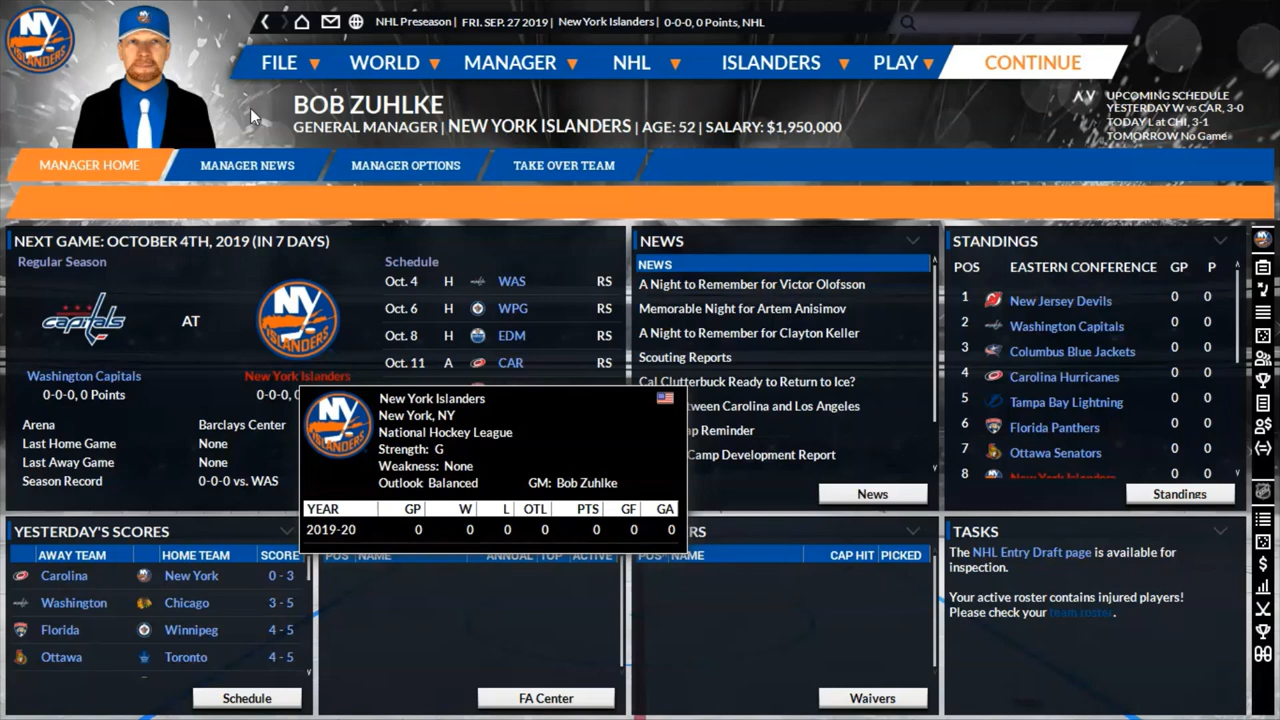 NHL Preseason | FRI. SEP. 27 2019 | New York Islanders | 0-0-0, 0 Points, NHL
FILE WORLD MANAGER NHL ISLANDERS PLAY CONTINUE
BOB ZUHLKE
GENERAL MANAGER | NEW YORK ISLANDERS | AGE: 52 | SALARY: $1,950,000
UPCOMING SCHEDULE
YESTERDAY W vs CAR, 3-0
TODAY L at CHI, 3-1
TOMORROW No Game
MANAGER HOME MANAGER NEWS MANAGER OPTIONS TAKE OVER TEAM
NEXT GAME: OCTOBER 4TH, 2019 (IN 7 DAYS)
Regular Season
capitals
AT
NY
ISLANDERS
Washington Capitals
0-0-0, 0 Points
New York Islanders
0-0-0,
Arena Barclays Center
Last Home Game None
Last Away Game None
Season Record 0-0-0 vs. WAS
Schedule
Oct. 4 H WAS RS
Oct. 6 H WPG RS
Oct. 8 H EDM RS
Oct. 11 A CAR RS
New York Islanders
New York, NY
National Hockey League
Strength: G
Weakness: None
Outlook Balanced GM: Bob Zuhlke
YEAR GP W L OTL PTS GF GA
2019-20 0 0 0 0 0 0 0
NEWS
NEWS
A Night to Remember for Victor Olofsson
Memorable Night for Artem Anisimov
A Night to Remember for Clayton Keller
Scouting Reports
Cal Clutterbuck Ready to Return to Ice?
tween Carolina and Los Angeles
ap Reminder
Camp Development Report
News
STANDINGS
POS EASTERN CONFERENCE GP P
1 New Jersey Devils 0 0
2 Washington Capitals 0 0
3 Columbus Blue Jackets 0 0
4 Carolina Hurricanes 0 0
5 Tampa Bay Lightning 0 0
6 Florida Panthers 0 0
7 Ottawa Senators 0 0
8 New York Islanders 0 0
Standings
YESTERDAY'S SCORES
AWAY TEAM HOME TEAM SCORE
Carolina New York 0 - 3
Washington Chicago 3 - 5
Florida Winnipeg 4 - 5
Ottawa Toronto 4 - 5
Schedule
POS NAME ANNUAL TOP ACTIVE
FA Center
ERS
POS NAME CAP HIT PICKED
Waivers
TASKS
The NHL Entry Draft page is available for
inspection.
Your active roster contains injured players!
Please check your team roster.